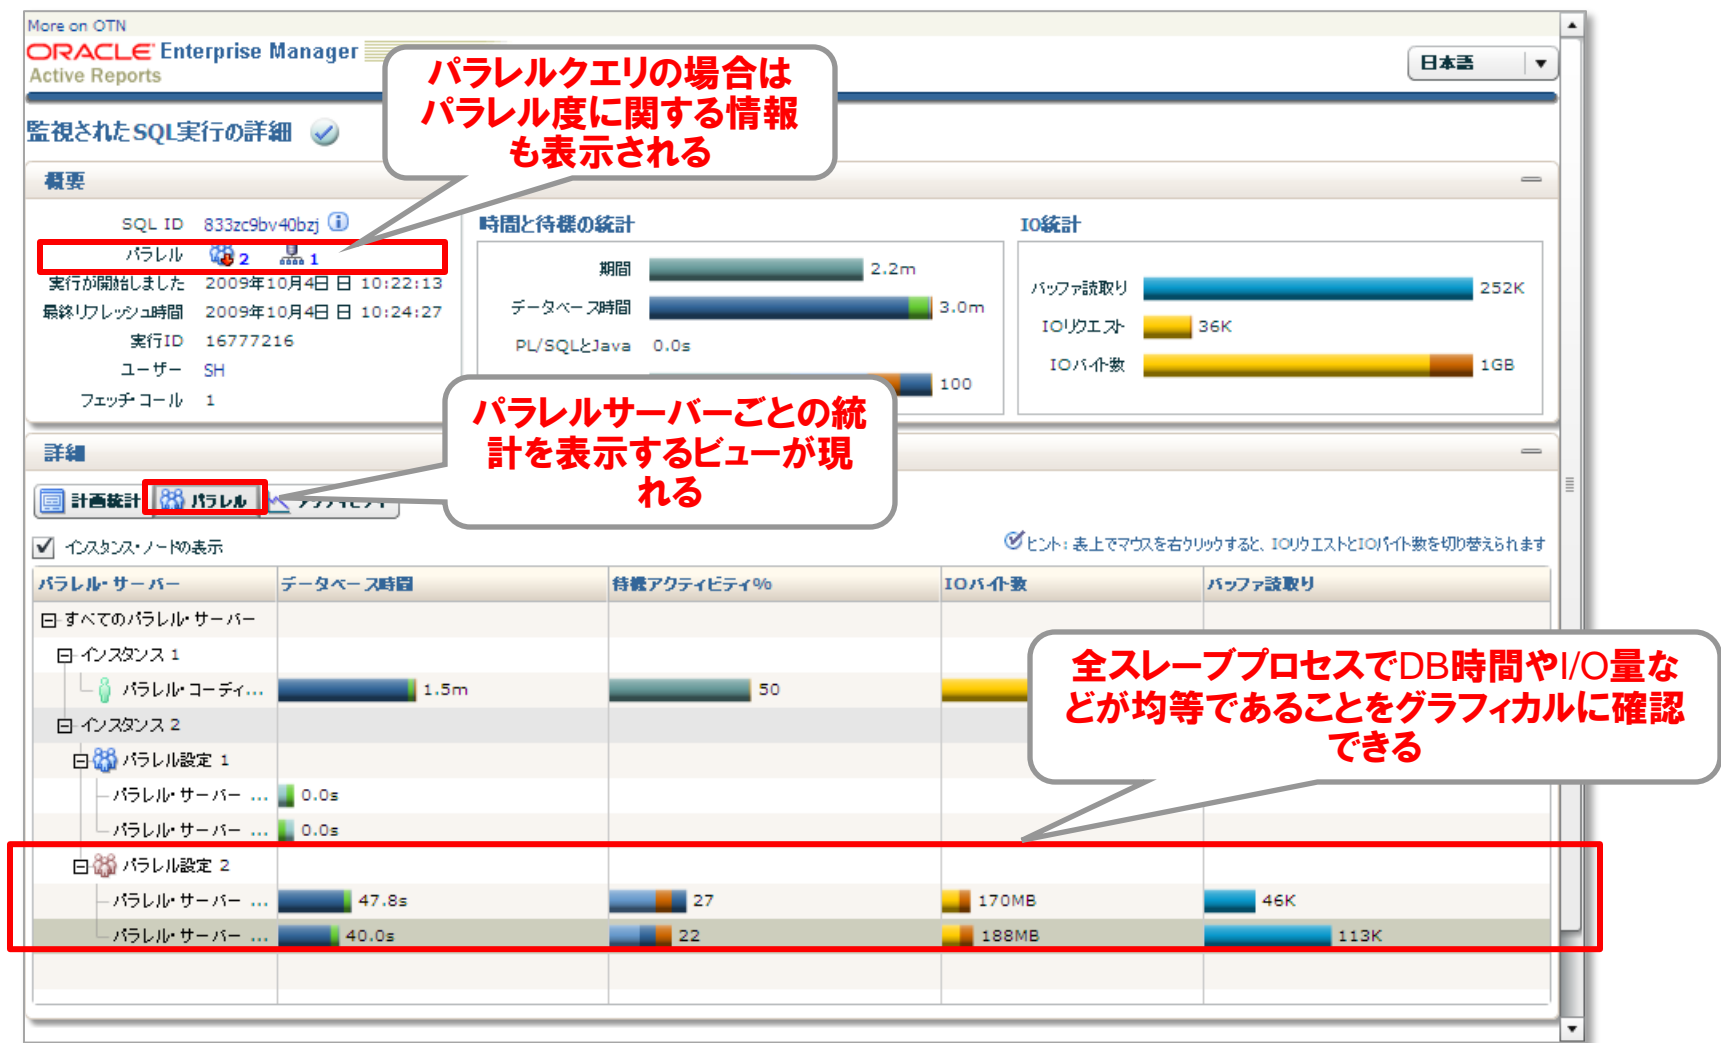 More on OTN
ORACLE Enterprise Manager
Active Reports
日本語
パラレルクエリの場合は
パラレル度に関する情報
も表示される
監視されたSQL実行の詳細
概要
SQL ID 833zc9bv40bzj
パラレル 2 1
実行が開始しました 2009年10月4日 日 10:22:13
最終リフレッシュ時間 2009年10月4日 日 10:24:27
実行ID 16777216
ユーザー SH
フェッチ・コール 1
時間と待機の統計
期間 2.2m
データベース時間 3.0m
PL/SQLとJava 0.0s
100
IO統計
バッファ読取り 252K
IOリクエスト 36K
IOバイト数 1GB
パラレルサーバーごとの統
計を表示するビューが現
れる
詳細
計画統計 パラレル
インスタンス・ノードの表示
ヒント: 表上でマウスを右クリックすると、IOリクエストとIOバイト数を切り替えられます
パラレル・サーバー データベース時間 待機アクティビティ% IOバイト数 バッファ読取り
すべてのパラレル・サーバー
インスタンス 1
パラレル・コーディ... 1.5m 50
インスタンス 2
パラレル設定 1
パラレル・サーバー ... 0.0s
パラレル・サーバー ... 0.0s
パラレル設定 2
パラレル・サーバー ... 47.8s 27 170MB 46K
パラレル・サーバー ... 40.0s 22 188MB 113K
全スレーブプロセスでDB時間やI/O量な
どが均等であることをグラフィカルに確認
できる